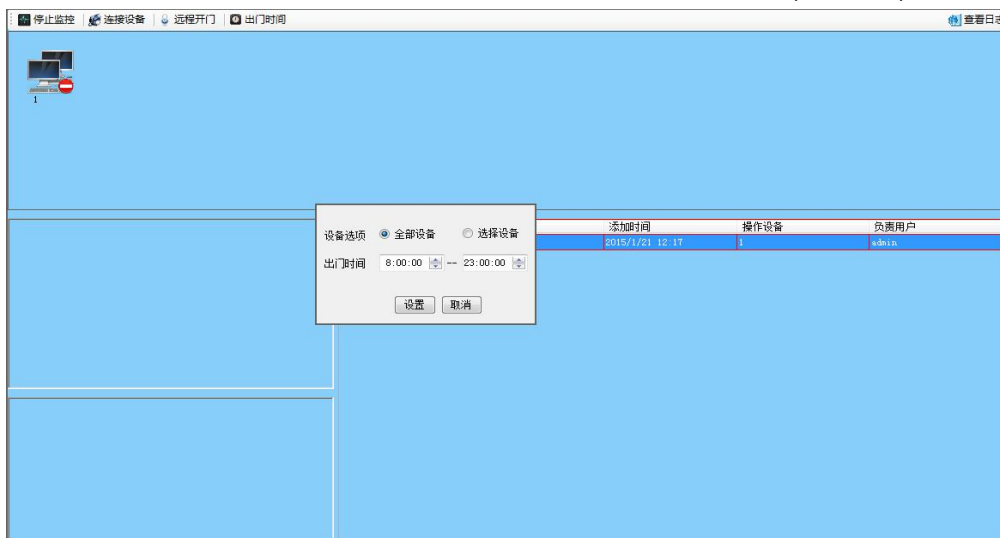 停止监控 连接设备 远程开门 出门时间 查看日志
1
添加时间 操作设备 负责用户
2015/1/21 12:17 1 admin
设备选项 全部设备 选择设备
出门时间 8:00:00 -- 23:00:00
设置 取消